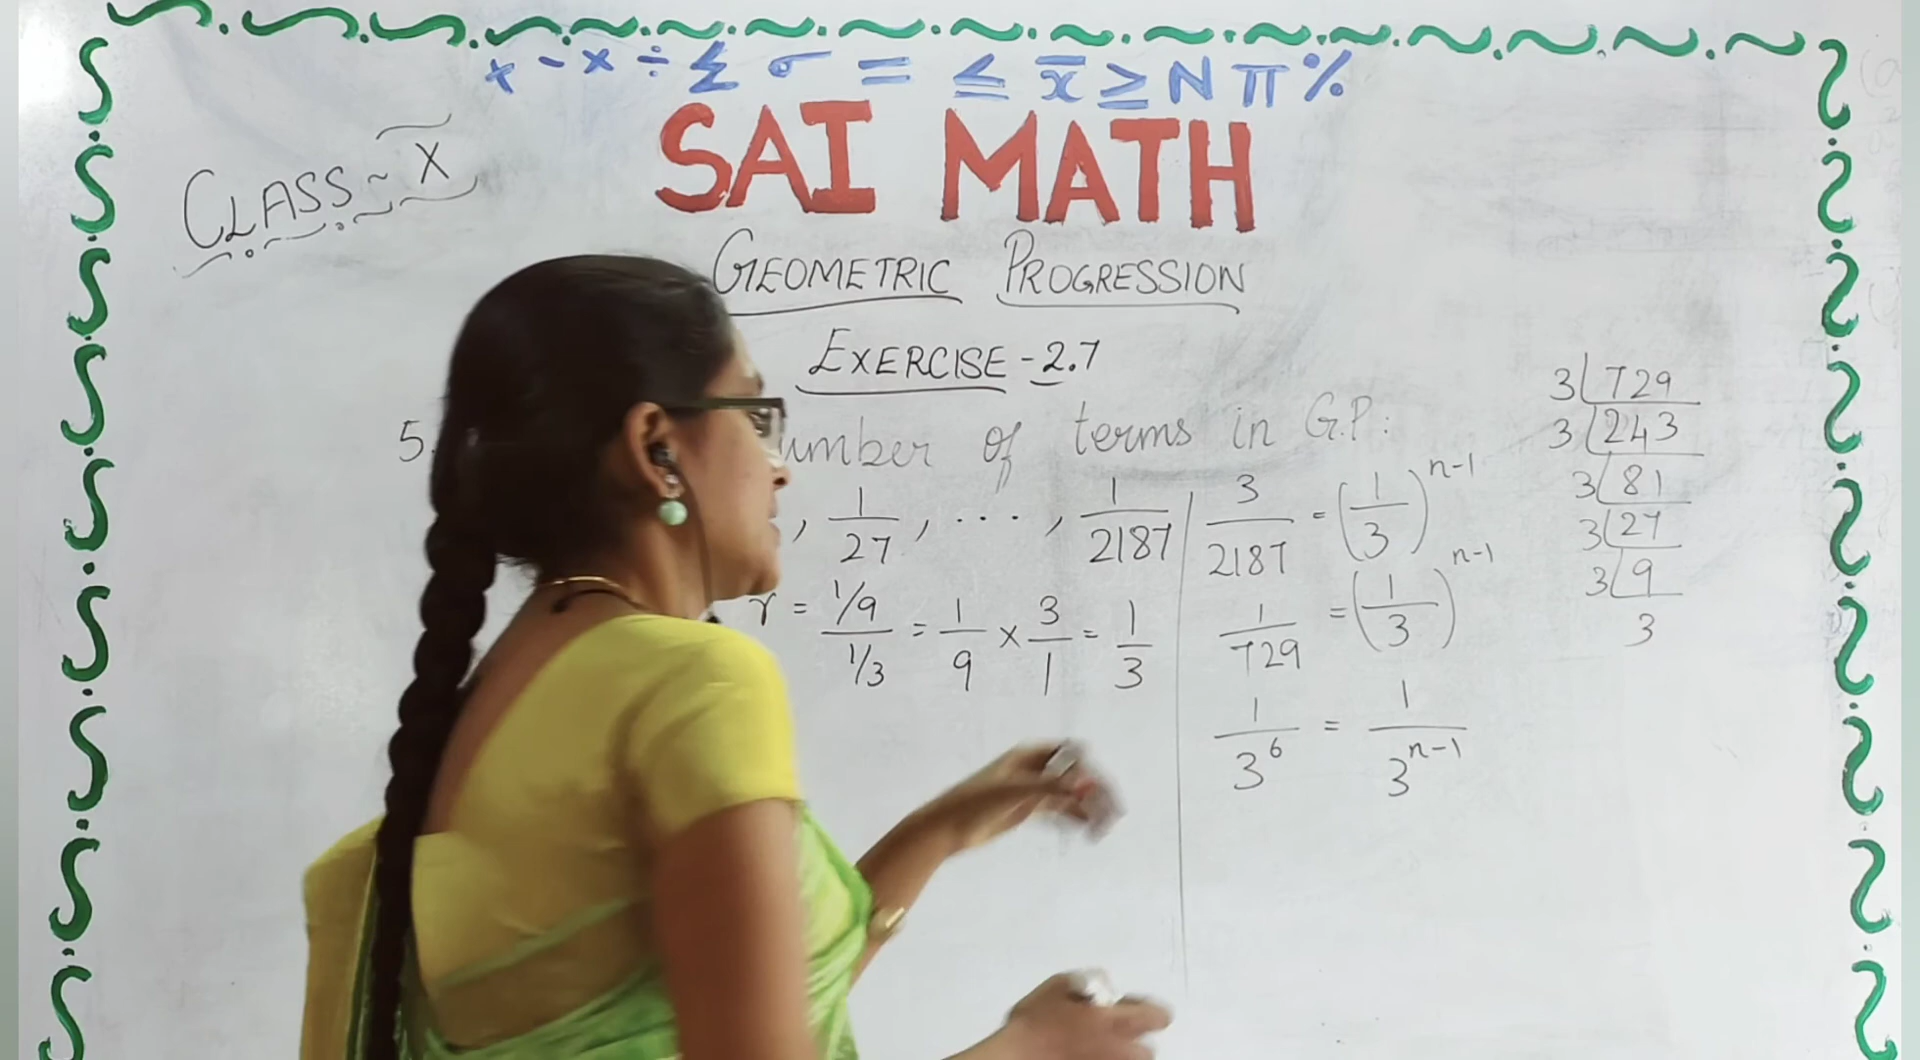 + - × ÷ Σ σ = ≤ x̄ ≥ N π %
SAI MATH
CLASS - X
GEOMETRIC PROGRESSION
EXERCISE - 2.7
5. umber of terms in G.P:
, 1/27, ..., 1/2187
r = (1/9)/(1/3) = 1/9 × 3/1 = 1/3
3/2187 = (1/3)^(n-1)
1/729 = (1/3)^(n-1)
1/3^6 = 1/3^(n-1)
3 729
3 243
3 81
3 27
3 9
3